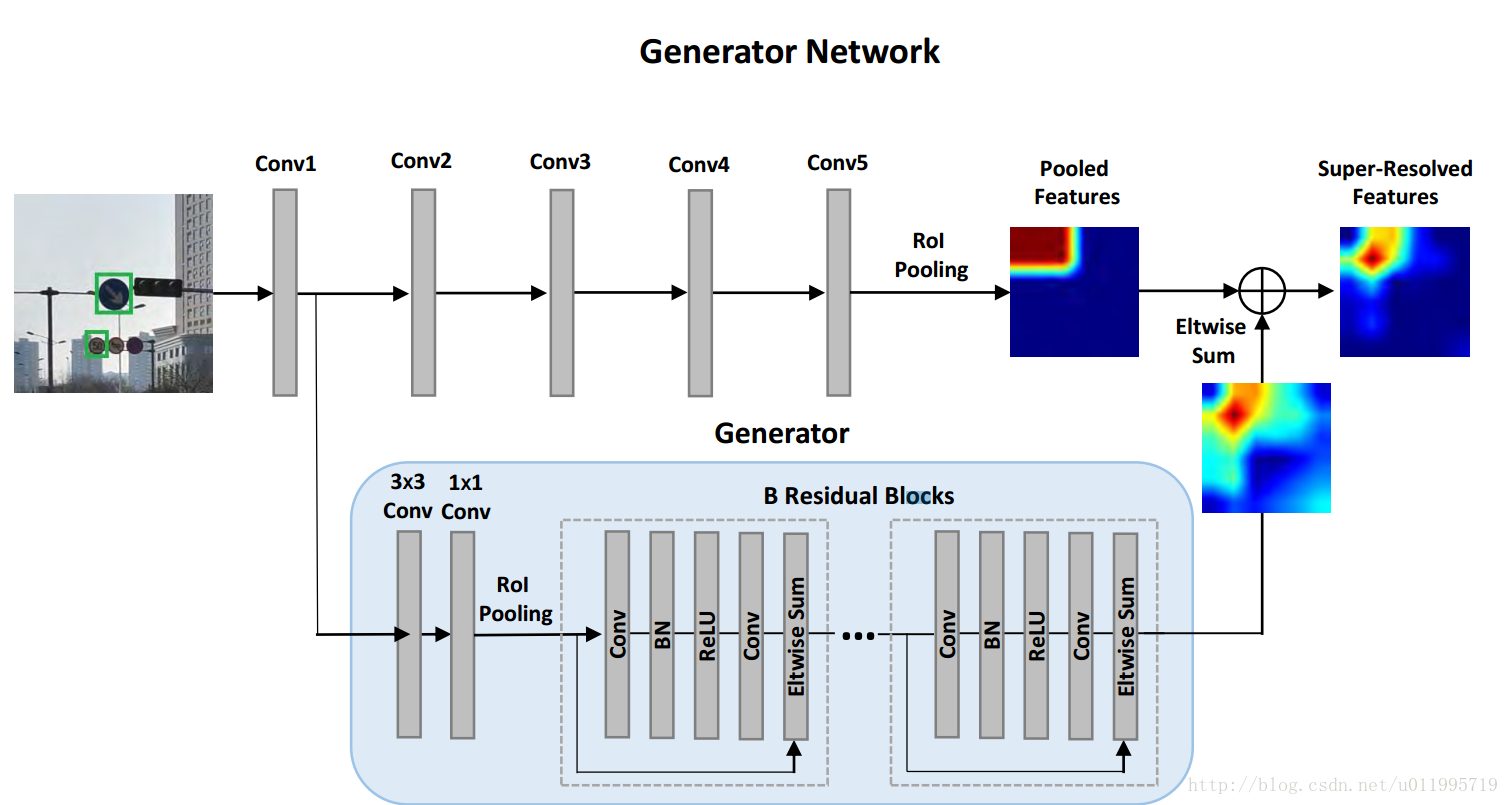 Generator Network
Conv1
Conv2
Conv3
Conv4
Conv5
RoI
Pooling
Pooled
Features
Super-Resolved
Features
Eltwise
Sum
Generator
3x3
Conv
1x1
Conv
RoI
Pooling
B Residual Blocks
Conv
BN
ReLU
Conv
Eltwise Sum
...
Conv
BN
ReLU
Conv
Eltwise Sum
http://blog.csdn.net/u011995719